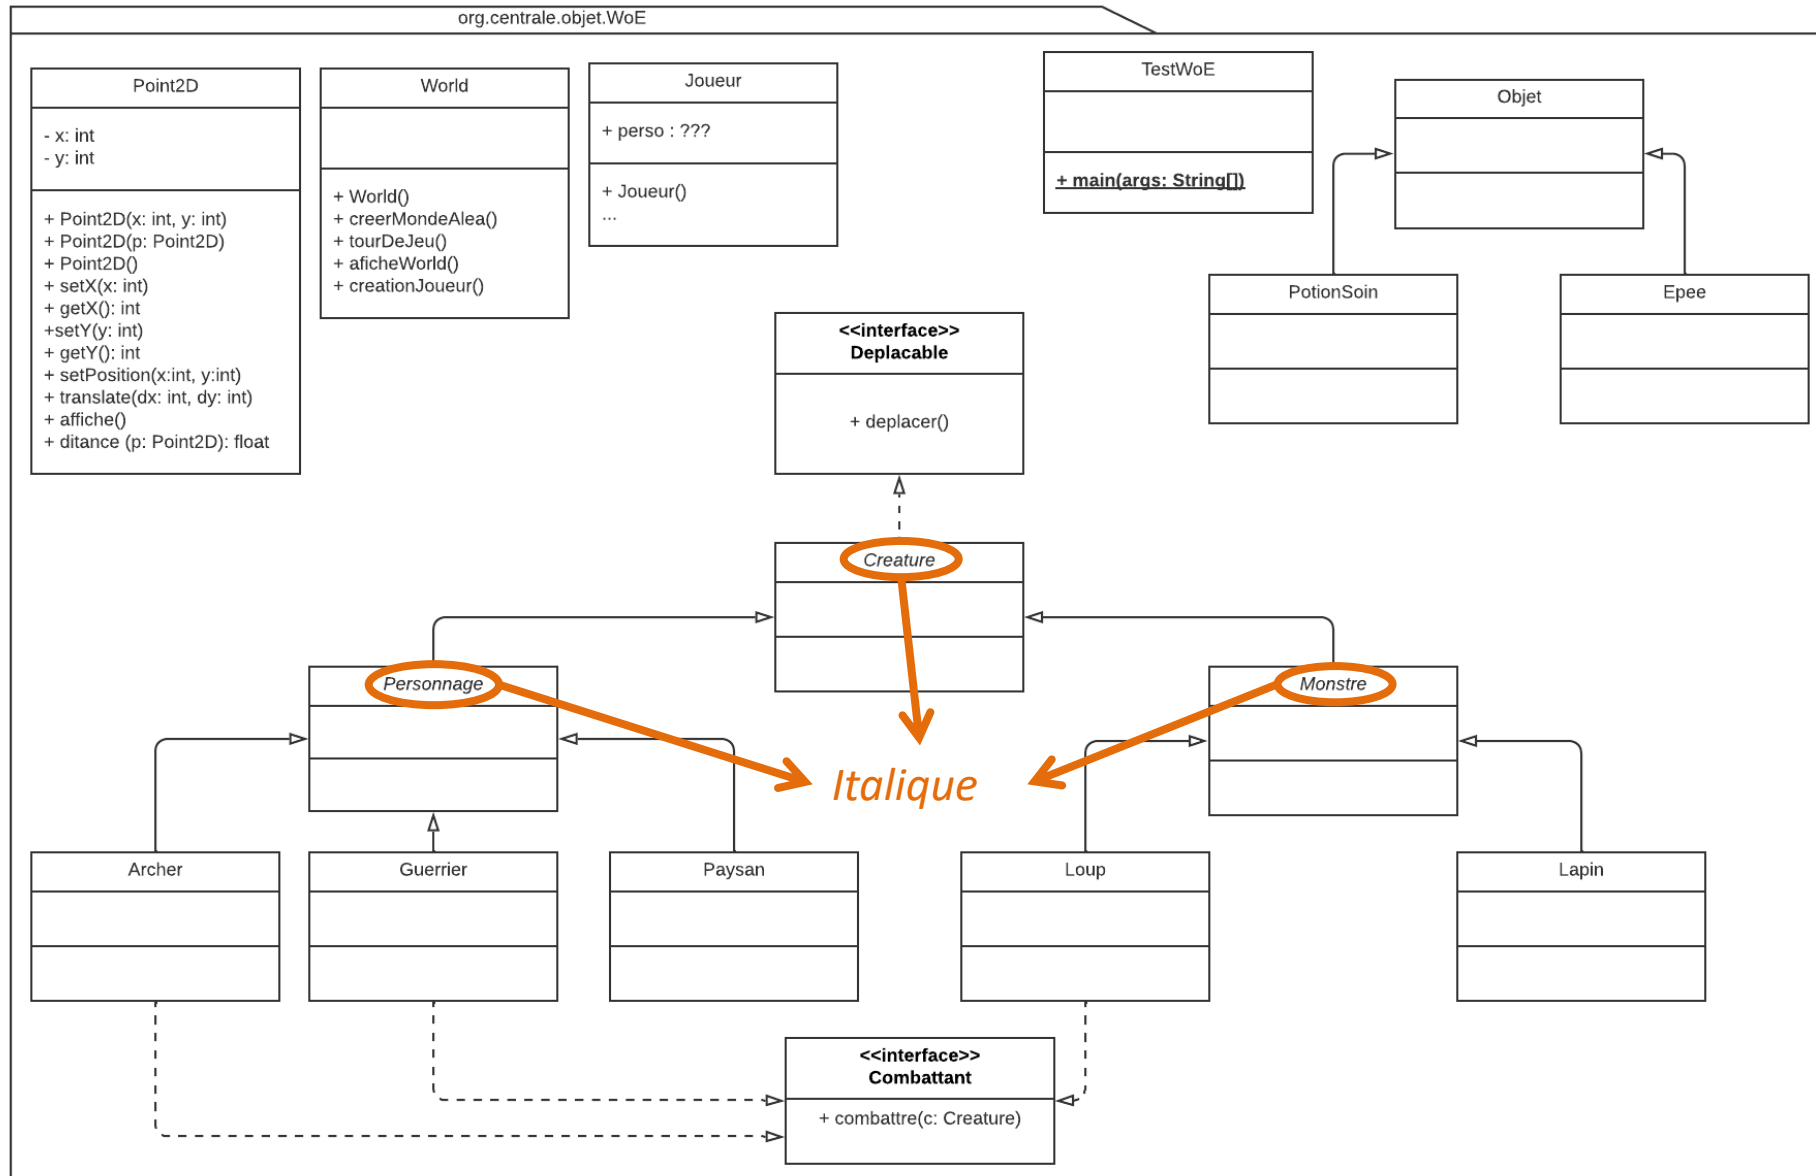 org.centrale.objet.WoE
Point2D
- x: int
- y: int
+ Point2D(x: int, y: int)
+ Point2D(p: Point2D)
+ Point2D()
+ setX(x: int)
+ getX(): int
+setY(y: int)
+ getY(): int
+ setPosition(x:int, y:int)
+ translate(dx: int, dy: int)
+ affiche()
+ ditance (p: Point2D): float
World
+ World()
+ creerMondeAlea()
+ tourDeJeu()
+ aficheWorld()
+ creationJoueur()
Joueur
+ perso : ???
+ Joueur()
...
TestWoE
+ main(args: String[])
Objet
PotionSoin
Epee
<<interface>>
Deplacable
+ deplacer()
Creature
Personnage
Monstre
Italique
Archer
Guerrier
Paysan
Loup
Lapin
<<interface>>
Combattant
+ combattre(c: Creature)